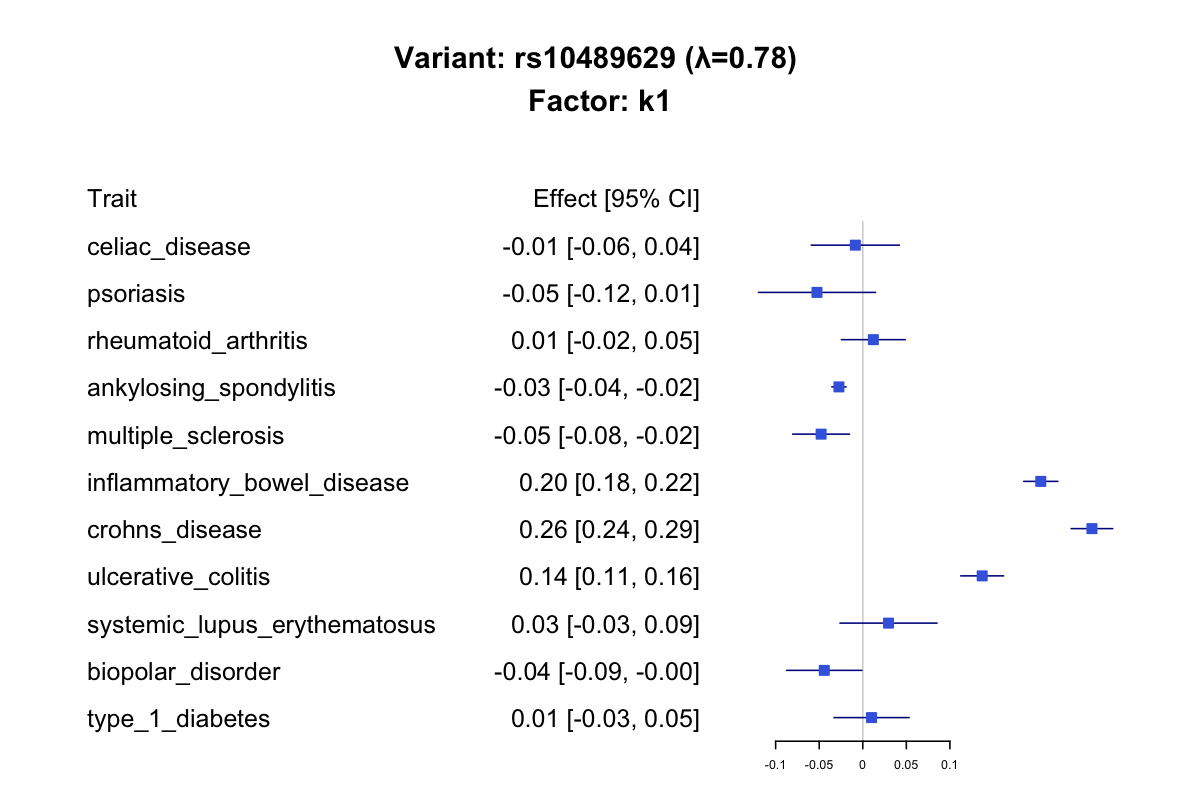 Variant: rs10489629 (λ=0.78)
Factor: k1
Trait Effect [95% CI]
celiac_disease -0.01 [-0.06, 0.04]
psoriasis -0.05 [-0.12, 0.01]
rheumatoid_arthritis 0.01 [-0.02, 0.05]
ankylosing_spondylitis -0.03 [-0.04, -0.02]
multiple_sclerosis -0.05 [-0.08, -0.02]
inflammatory_bowel_disease 0.20 [0.18, 0.22]
crohns_disease 0.26 [0.24, 0.29]
ulcerative_colitis 0.14 [0.11, 0.16]
systemic_lupus_erythematosus 0.03 [-0.03, 0.09]
biopolar_disorder -0.04 [-0.09, -0.00]
type_1_diabetes 0.01 [-0.03, 0.05]
-0.1 -0.05 0 0.05 0.1